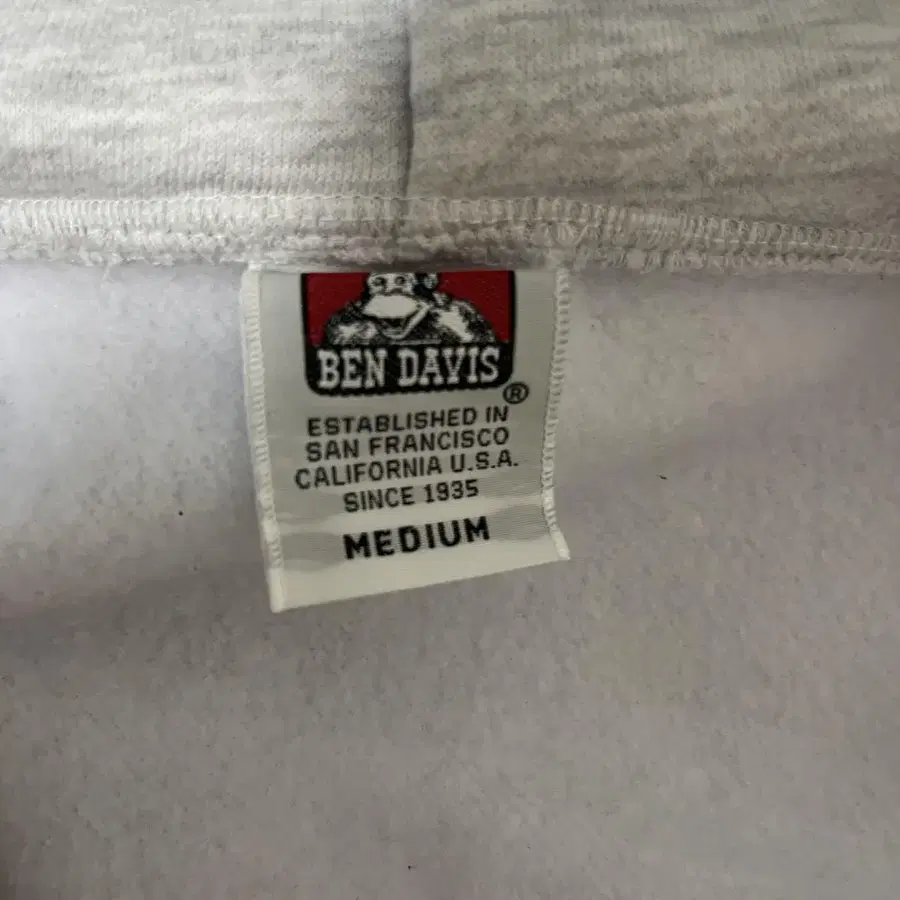 BEN DAVIS
®
ESTABLISHED IN
SAN FRANCISCO
CALIFORNIA U.S.A.
SINCE 1935
MEDIUM